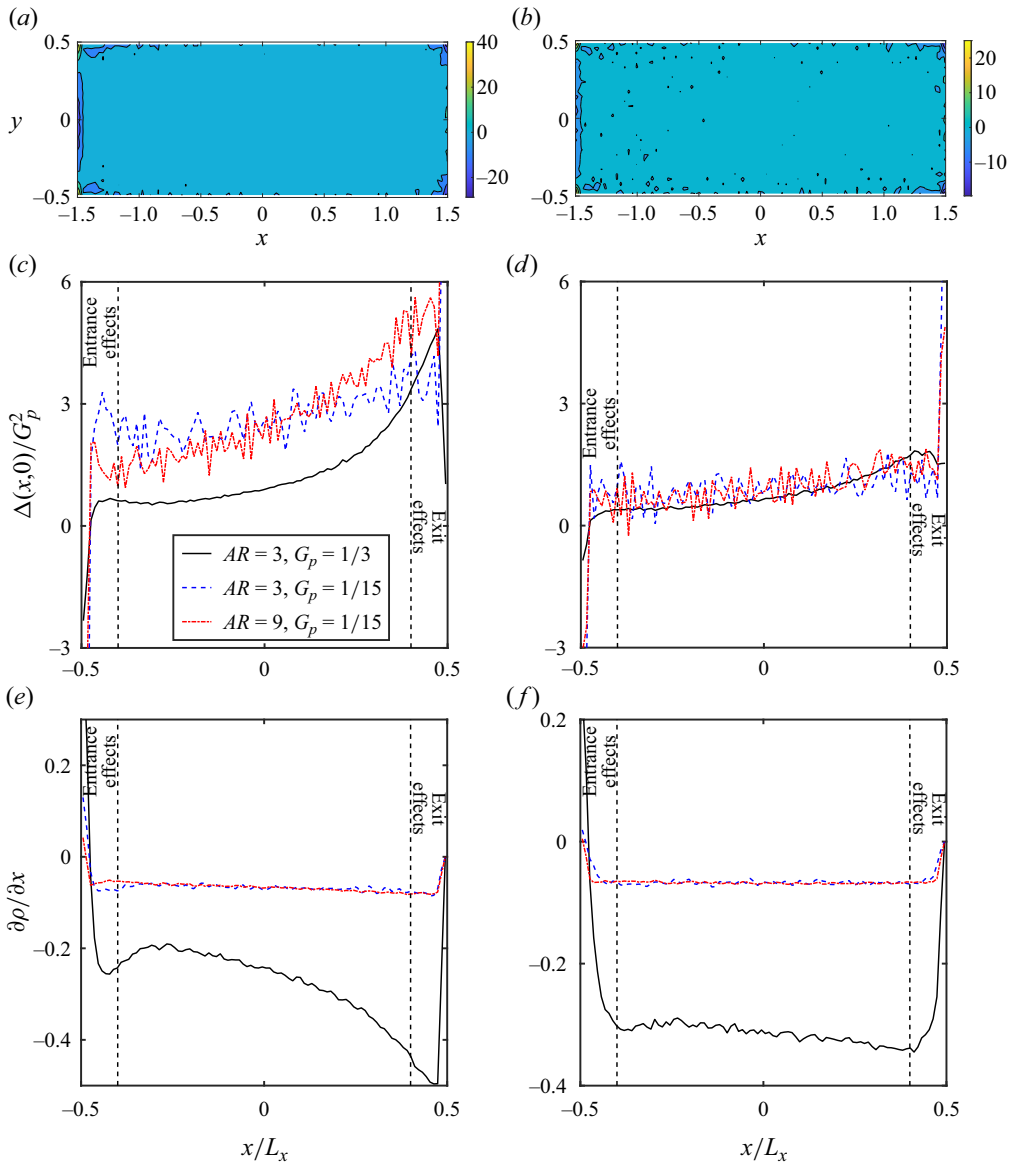 (a)
(b)
0.5
y
0
−0.5
−1.5
−1.0
−0.5
0
0.5
1.0
1.5
x
40
20
0
−20
0.5
0
−0.5
−1.5
−1.0
−0.5
0
0.5
1.0
1.5
x
20
10
0
−10
(c)
(d)
6
3
0
−3
Δ(x,0)/G_p^2
Entrance
effects
Exit
effects
AR = 3, G_p = 1/3
AR = 3, G_p = 1/15
AR = 9, G_p = 1/15
−0.5
0
0.5
6
3
0
−3
Entrance
effects
Exit
effects
−0.5
0
0.5
(e)
(f)
0.2
0
−0.2
−0.4
∂ρ/∂x
Entrance
effects
Exit
effects
−0.5
0
0.5
x/L_x
0.2
0
−0.2
−0.4
Entrance
effects
Exit
effects
−0.5
0
0.5
x/L_x